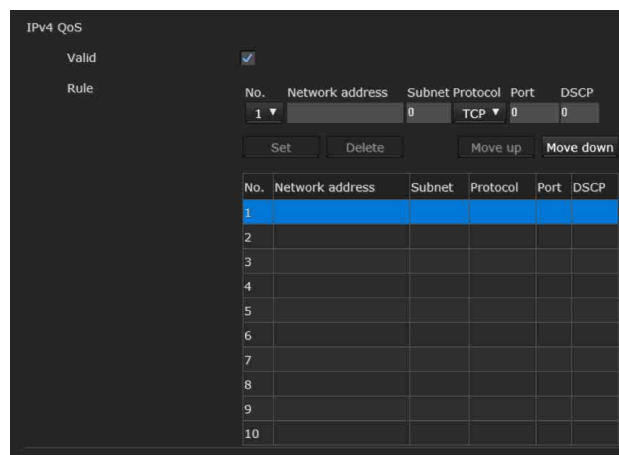 IPv4 QoS
Valid
Rule
No. Network address Subnet Protocol Port DSCP
1 0 TCP 0 0
Set Delete Move up Move down
No. Network address Subnet Protocol Port DSCP
1
2
3
4
5
6
7
8
9
10